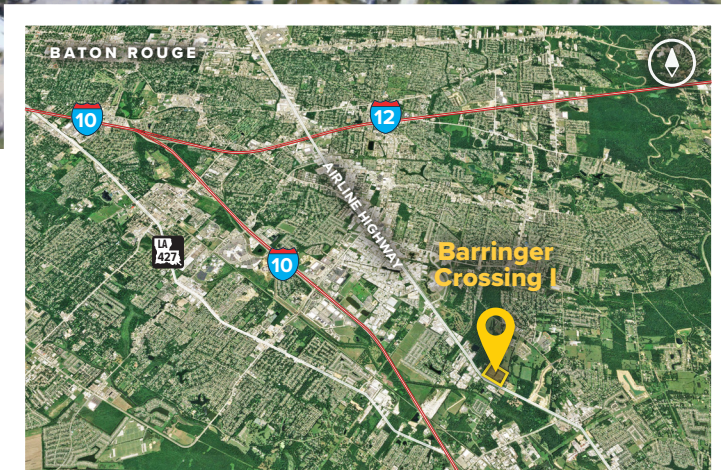 BATON ROUGE
10
12
AIRLINE HIGHWAY
LA
427
10
Barringer
Crossing I